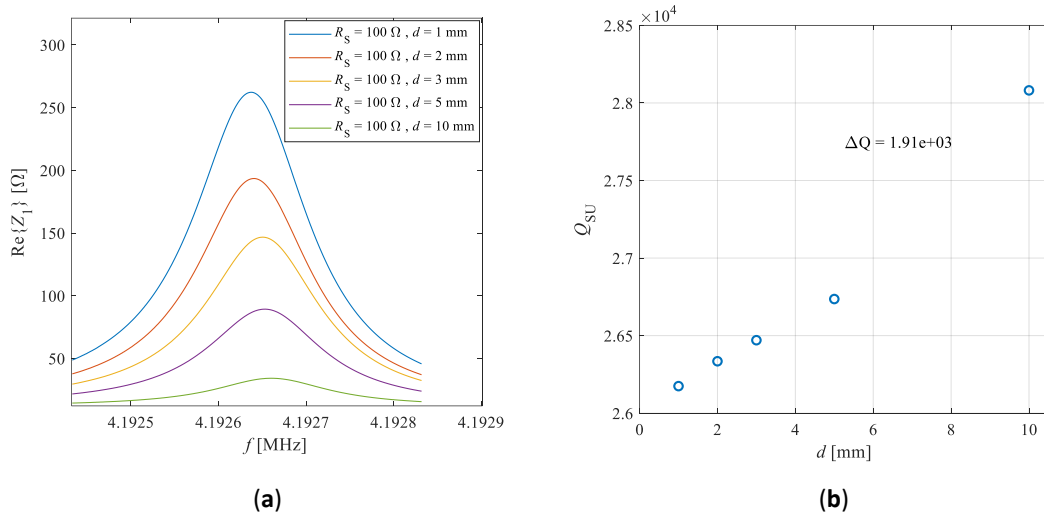 300
250
200
150
100
50
Re{Z₁} [Ω]
R_S = 100 Ω , d = 1 mm
R_S = 100 Ω , d = 2 mm
R_S = 100 Ω , d = 3 mm
R_S = 100 Ω , d = 5 mm
R_S = 100 Ω , d = 10 mm
4.1925 4.1926 4.1927 4.1928 4.1929
f [MHz]
(a)
×10⁴
2.85
2.8
2.75
2.7
2.65
2.6
Q_SU
ΔQ = 1.91e+03
0 2 4 6 8 10
d [mm]
(b)